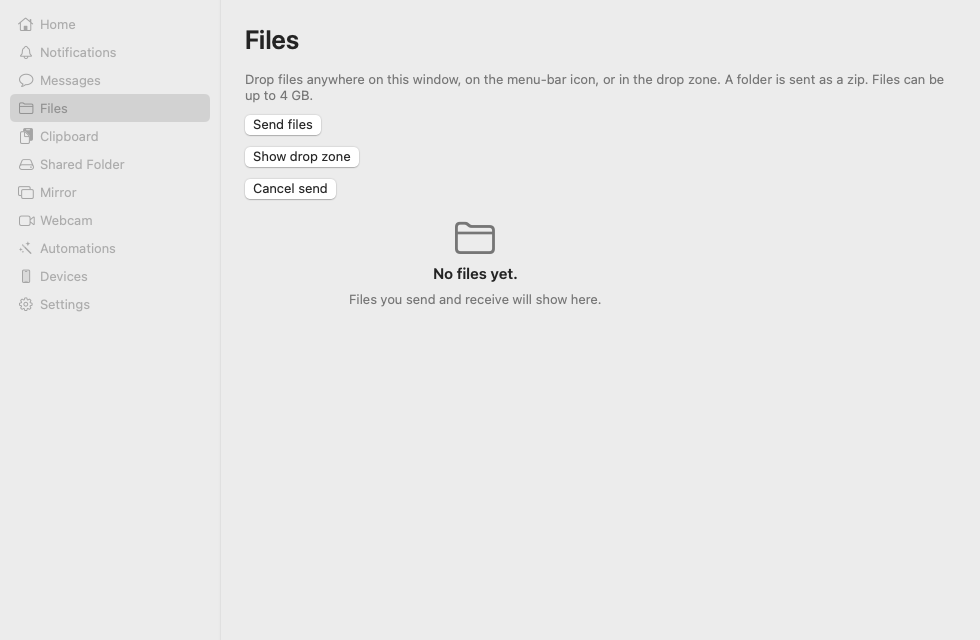 Home
Notifications
Messages
Files
Clipboard
Shared Folder
Mirror
Webcam
Automations
Devices
Settings
Files
Drop files anywhere on this window, on the menu-bar icon, or in the drop zone. A folder is sent as a zip. Files can be
up to 4 GB.
Send files
Show drop zone
Cancel send
No files yet.
Files you send and receive will show here.